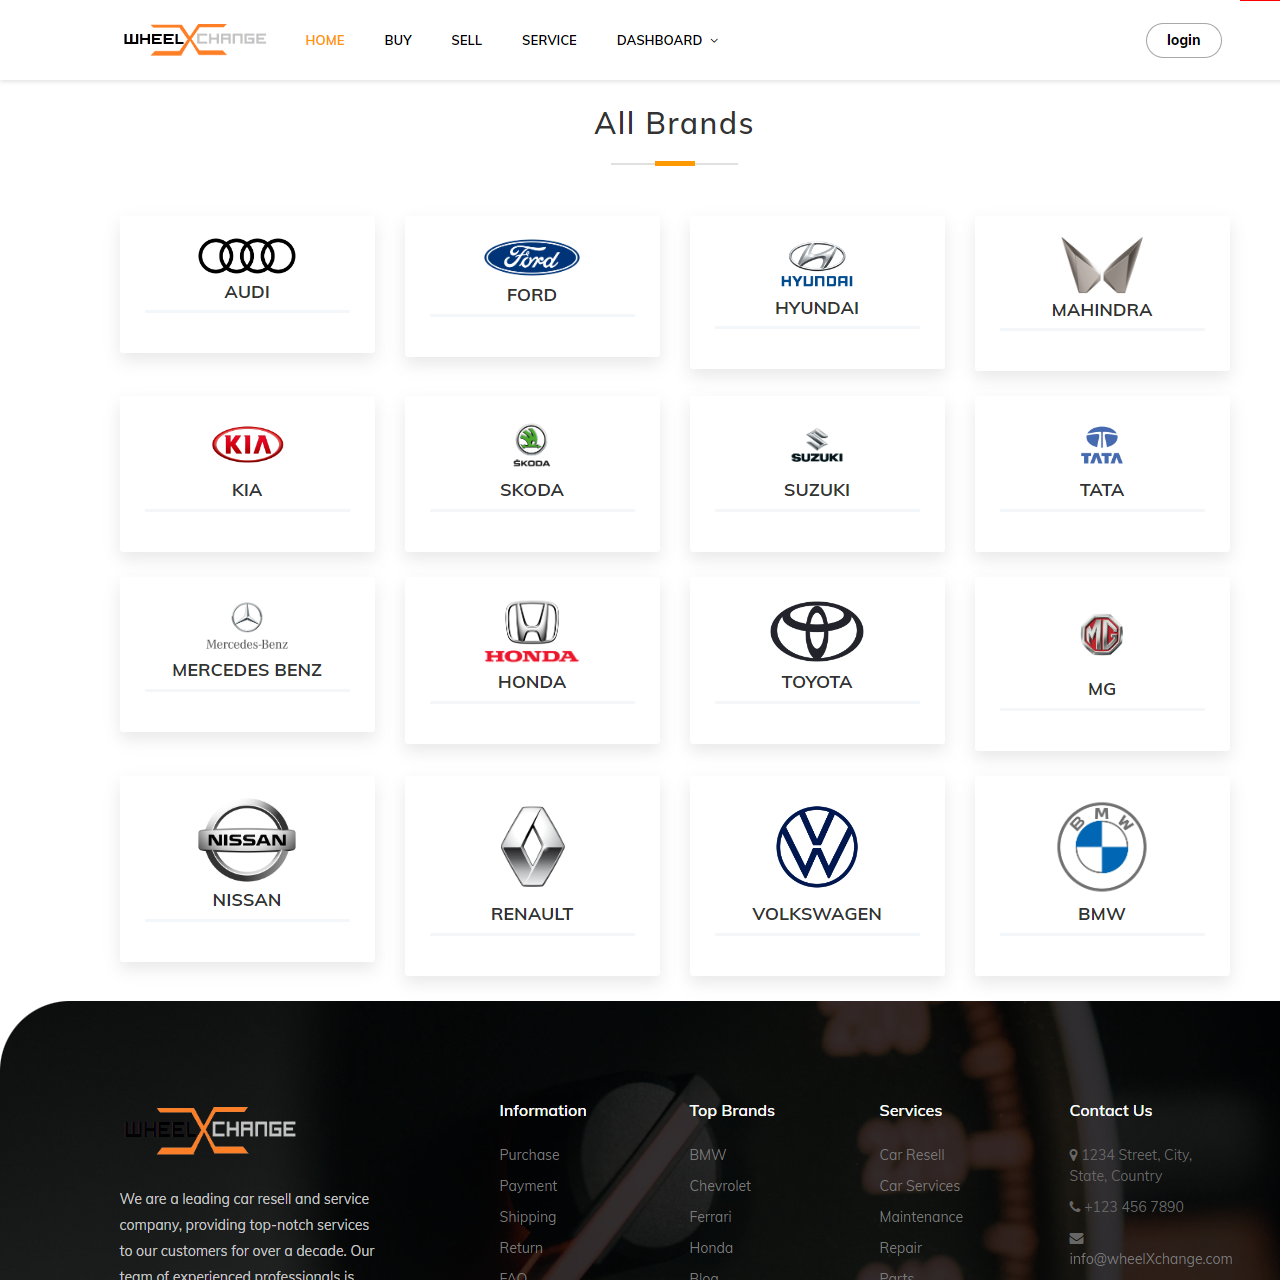 WHEELXCHANGE HOME BUY SELL SERVICE DASHBOARD login
All Brands
AUDI
Ford
FORD
HYUNDAI
HYUNDAI
MAHINDRA
KIA
KIA
ŠKODA
SKODA
SUZUKI
SUZUKI
TATA
TATA
Mercedes-Benz
MERCEDES BENZ
HONDA
HONDA
TOYOTA
MG
MG
NISSAN
NISSAN
RENAULT
VOLKSWAGEN
BMW
BMW
WHEELXCHANGE
We are a leading car resell and service
company, providing top-notch services
to our customers for over a decade. Our
team of experienced professionals is
Information
Purchase
Payment
Shipping
Return
FAQ
Top Brands
BMW
Chevrolet
Ferrari
Honda
Blog
Services
Car Resell
Car Services
Maintenance
Repair
Parts
Contact Us
1234 Street, City,
State, Country
+123 456 7890
info@wheelXchange.com